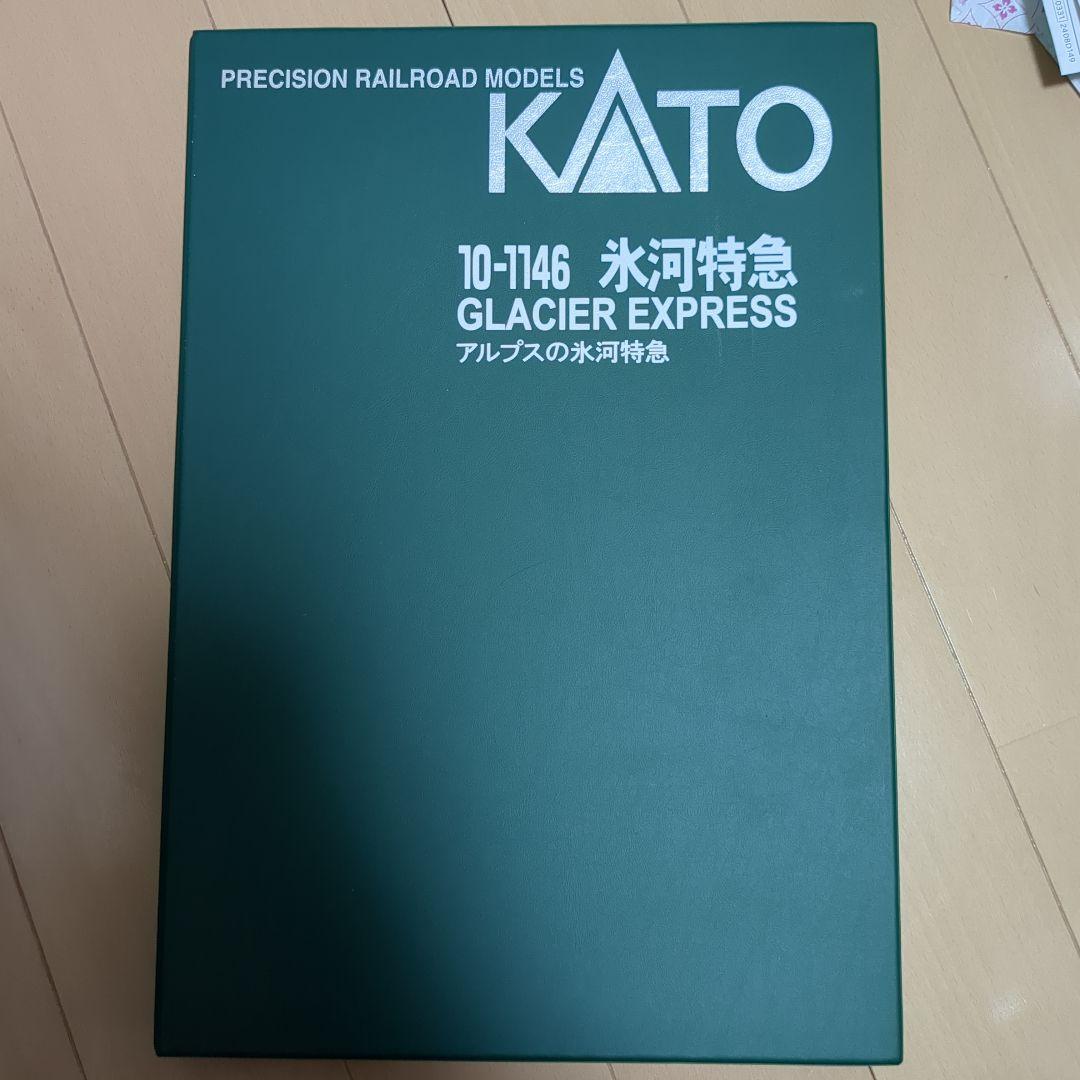 PRECISION RAILROAD MODELS
KATO
10-1146 氷河特急
GLACIER EXPRESS
アルプスの氷河特急
2408D149